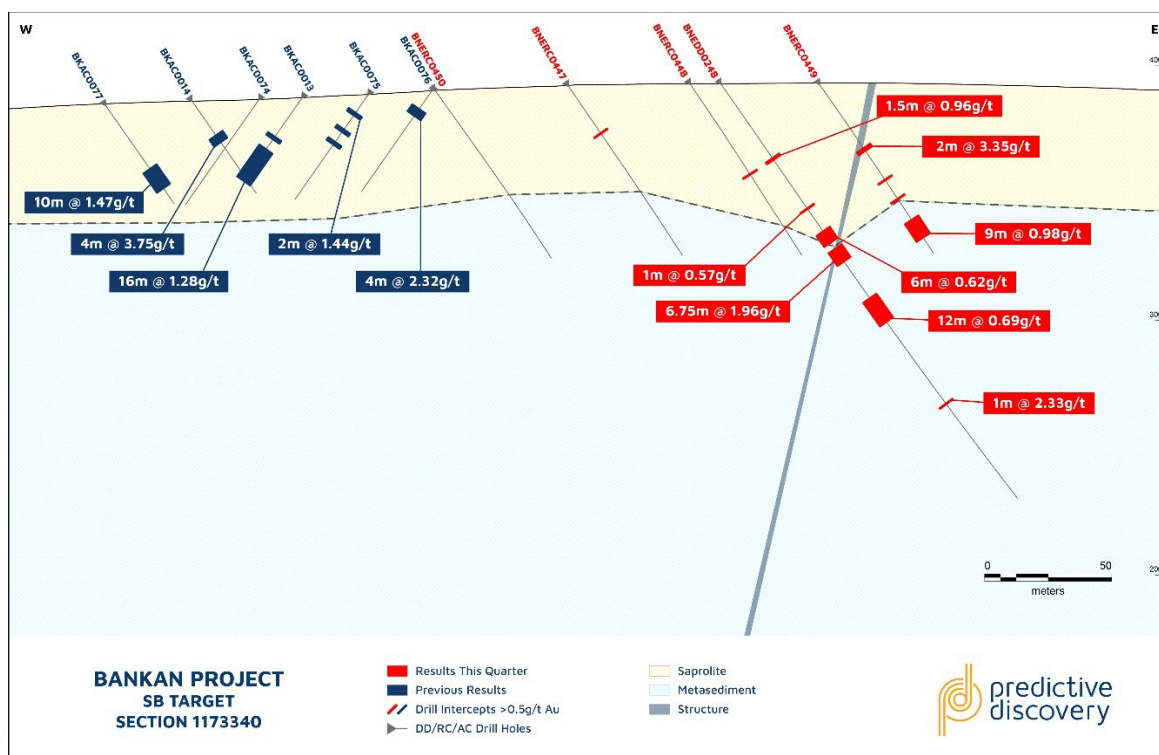 W
E
BKAC0077
BKAC0014
BKAC0074
BKAC0013
BKAC0075
BKAC0076
BNERC0450
BNERC0447
BNERC0448
BNEDD0248
BNERC0449
400
1.5m @ 0.96g/t
2m @ 3.35g/t
10m @ 1.47g/t
4m @ 3.75g/t
2m @ 1.44g/t
16m @ 1.28g/t
4m @ 2.32g/t
1m @ 0.57g/t
9m @ 0.98g/t
6m @ 0.62g/t
6.75m @ 1.96g/t
12m @ 0.69g/t
300
1m @ 2.33g/t
0 50
meters
200
BANKAN PROJECT
SB TARGET
SECTION 1173340
Results This Quarter
Previous Results
Drill Intercepts >0.5g/t Au
DD/RC/AC Drill Holes
Saprolite
Metasediment
Structure
predictive
discovery